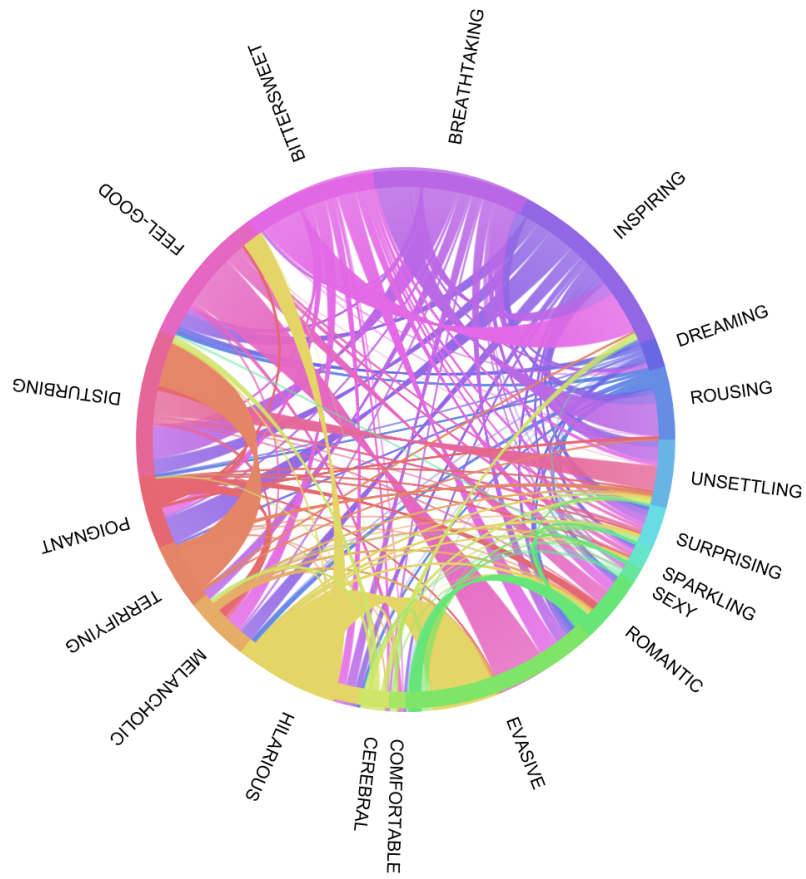 BREATHTAKING
INSPIRING
DREAMING
ROUSING
UNSETTLING
SURPRISING
SPARKLING
SEXY
ROMANTIC
EVASIVE
COMFORTABLE
CEREBRAL
HILARIOUS
MELANCHOLIC
TERRIFYING
POIGNANT
DISTURBING
FEEL-GOOD
BITTERSWEET